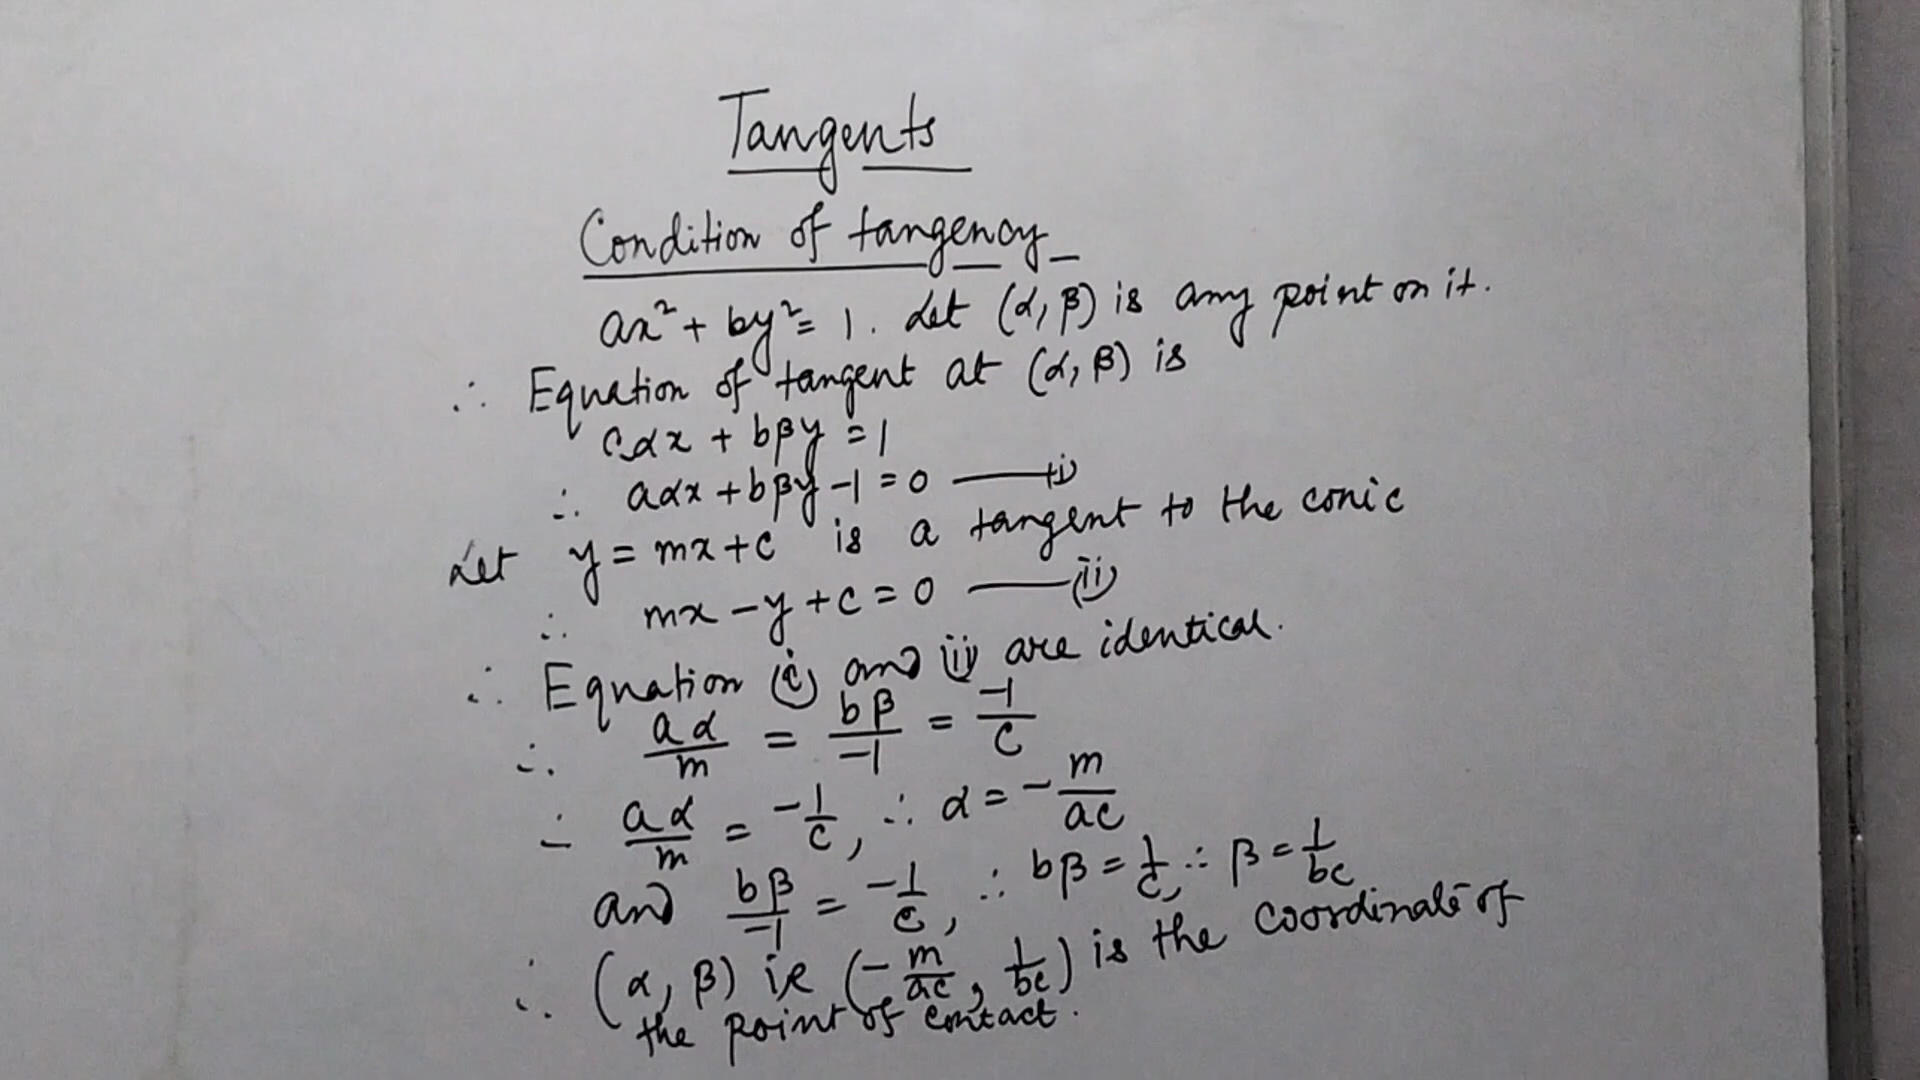 Tangents
Condition of tangency
ax² + by² = 1. Let (α, β) is any point on it.
∴ Equation of tangent at (α, β) is
aαx + bβy = 1
∴ aαx + bβy - 1 = 0 —— (i)
Let y = mx + c is a tangent to the conic
∴ mx - y + c = 0 —— (ii)
∴ Equation (i) and (ii) are identical.
∴ aα/m = bβ/-1 = -1/c
∴ aα/m = -1/c, ∴ α = - m/ac
and bβ/-1 = -1/c, ∴ bβ = 1/c, ∴ β = 1/bc
∴ (α, β) ie (- m/ac, 1/bc) is the coordinate of
the point of contact.